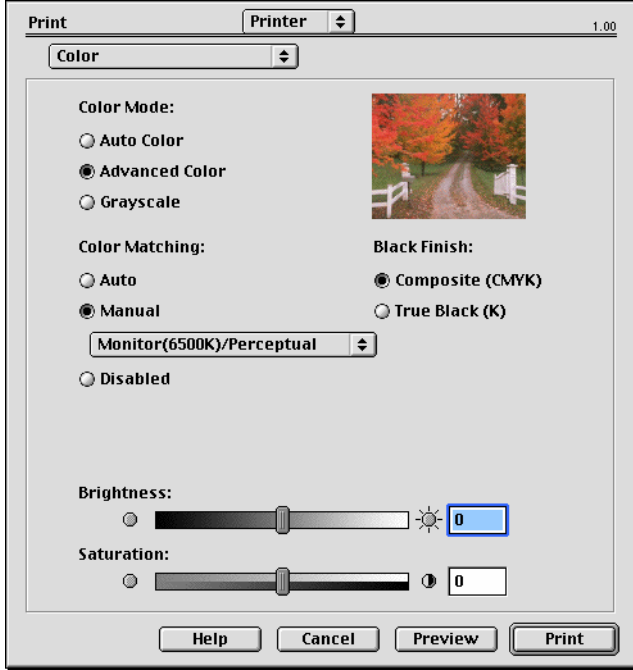 Print Printer 1.00
Color
Color Mode:
Auto Color
Advanced Color
Grayscale
Color Matching: Black Finish:
Auto Composite (CMYK)
Manual True Black (K)
Monitor(6500K)/Perceptual
Disabled
Brightness:
0
Saturation:
0
Help Cancel Preview Print